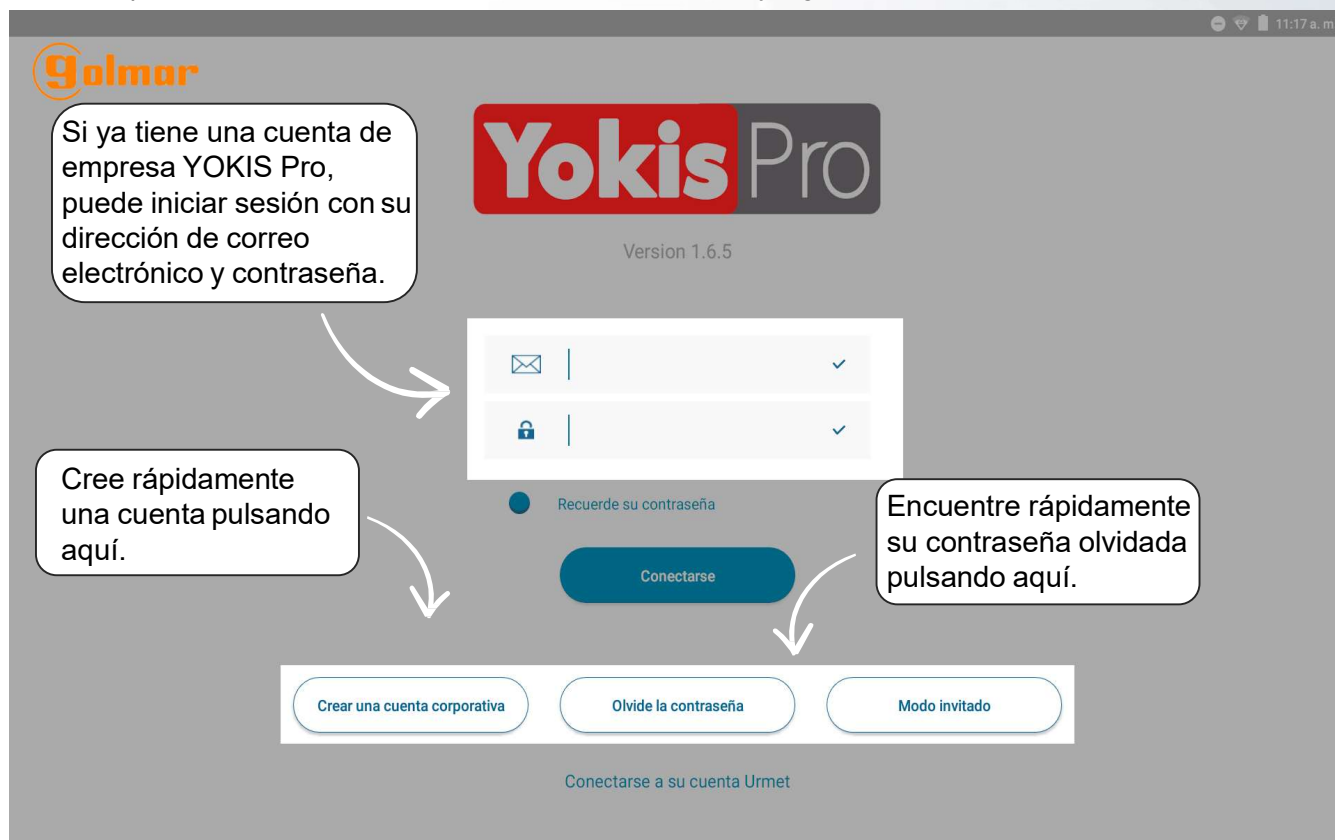 11:17 a. m
golmar
Si ya tiene una cuenta de
empresa YOKIS Pro,
puede iniciar sesión con su
dirección de correo
electrónico y contraseña.
Yokis Pro
Version 1.6.5
Cree rápidamente
una cuenta pulsando
aquí.
Recuerde su contraseña
Encuentre rápidamente
su contraseña olvidada
pulsando aquí.
Conectarse
Crear una cuenta corporativa
Olvide la contraseña
Modo invitado
Conectarse a su cuenta Urmet